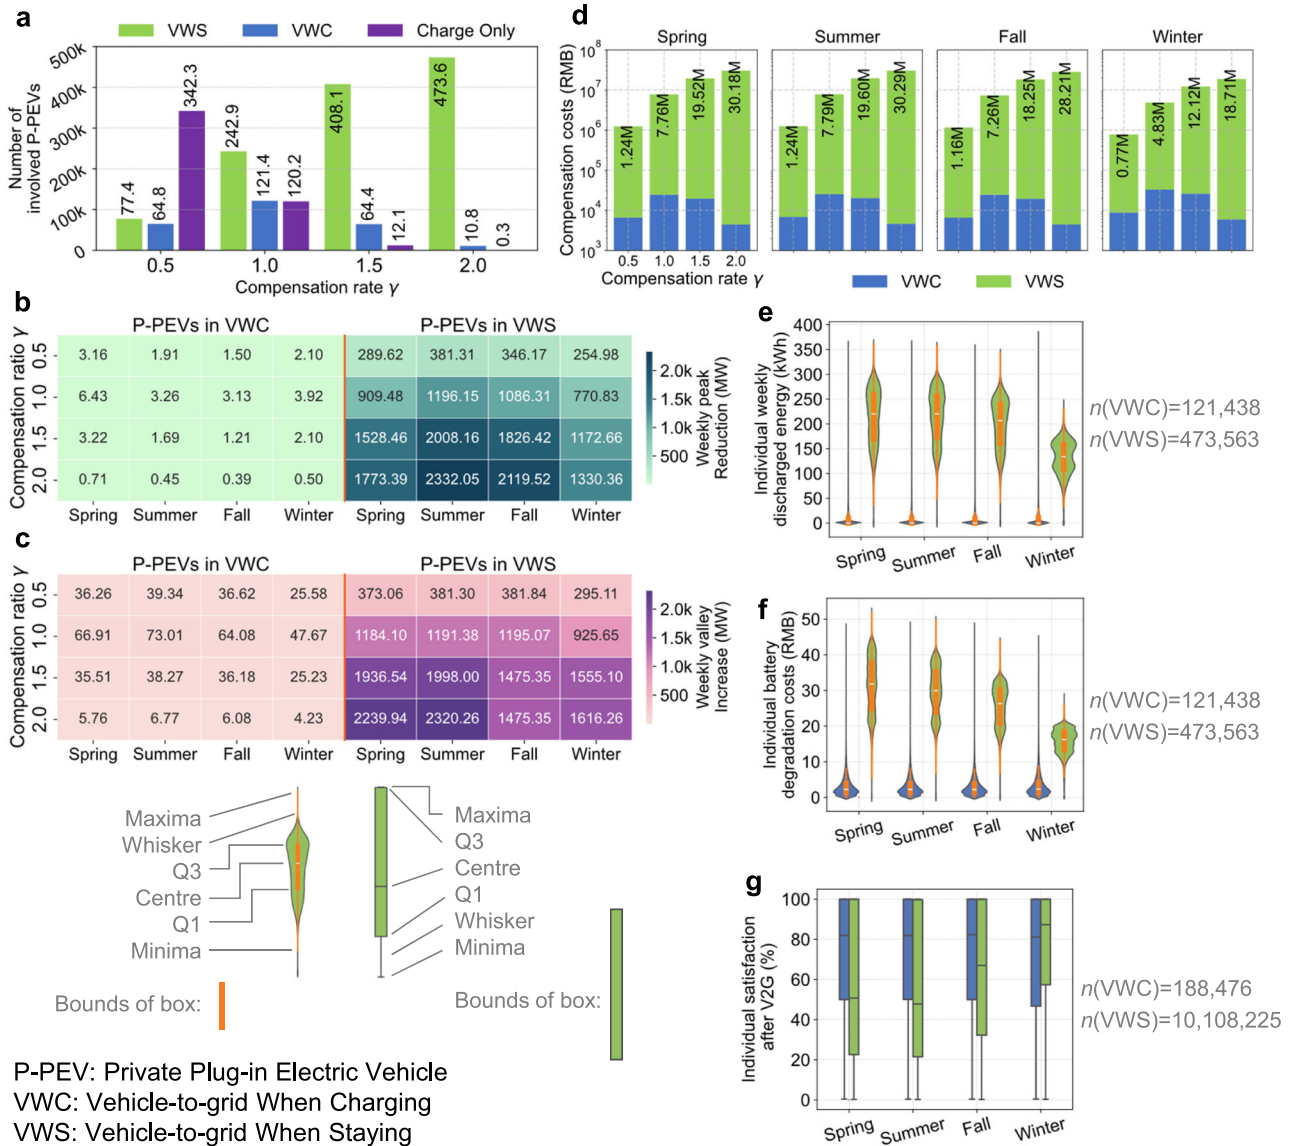 a
VWS VWC Charge Only
Number of
involved P-PEVs
500k
400k
300k
200k
100k
0
77.4 64.8 342.3 242.9 121.4 120.2 408.1 64.4 12.1 473.6 10.8 0.3
0.5 1.0 1.5 2.0
Compensation rate γ
d
Spring Summer Fall Winter
Compensation costs (RMB)
10^8
10^7
10^6
10^5
10^4
10^3
1.24M 7.76M 19.52M 30.18M
1.24M 7.79M 19.60M 30.29M
1.16M 7.26M 18.25M 28.21M
0.77M 4.83M 12.12M 18.71M
0.5 1.0 1.5 2.0
Compensation rate γ
VWC VWS
b
P-PEVs in VWC P-PEVs in VWS
Compensation ratio γ
0.5 3.16 1.91 1.50 2.10 289.62 381.31 346.17 254.98
1.0 6.43 3.26 3.13 3.92 909.48 1196.15 1086.31 770.83
1.5 3.22 1.69 1.21 2.10 1528.46 2008.16 1826.42 1172.66
2.0 0.71 0.45 0.39 0.50 1773.39 2332.05 2119.52 1330.36
Spring Summer Fall Winter Spring Summer Fall Winter
2.0k
1.5k
1.0k
500
Weekly peak
Reduction (MW)
c
P-PEVs in VWC P-PEVs in VWS
Compensation ratio γ
0.5 36.26 39.34 36.62 25.58 373.06 381.30 381.84 295.11
1.0 66.91 73.01 64.08 47.67 1184.10 1191.38 1195.07 925.65
1.5 35.51 38.27 36.18 25.23 1936.54 1998.00 1475.35 1555.10
2.0 5.76 6.77 6.08 4.23 2239.94 2320.26 1475.35 1616.26
Spring Summer Fall Winter Spring Summer Fall Winter
2.0k
1.5k
1.0k
500
Weekly valley
Increase (MW)
e
Individual weekly
discharged energy (kWh)
400
350
300
250
200
150
100
50
0
Spring Summer Fall Winter
n(VWC)=121,438
n(VWS)=473,563
f
Individual battery
degradation costs (RMB)
50
40
30
20
10
0
Spring Summer Fall Winter
n(VWC)=121,438
n(VWS)=473,563
g
Individual satisfaction
after V2G (%)
100
80
60
40
20
0
Spring Summer Fall Winter
n(VWC)=188,476
n(VWS)=10,108,225
Maxima
Whisker
Q3
Centre
Q1
Minima
Bounds of box:
Maxima
Q3
Centre
Q1
Whisker
Minima
Bounds of box:
P-PEV: Private Plug-in Electric Vehicle
VWC: Vehicle-to-grid When Charging
VWS: Vehicle-to-grid When Staying